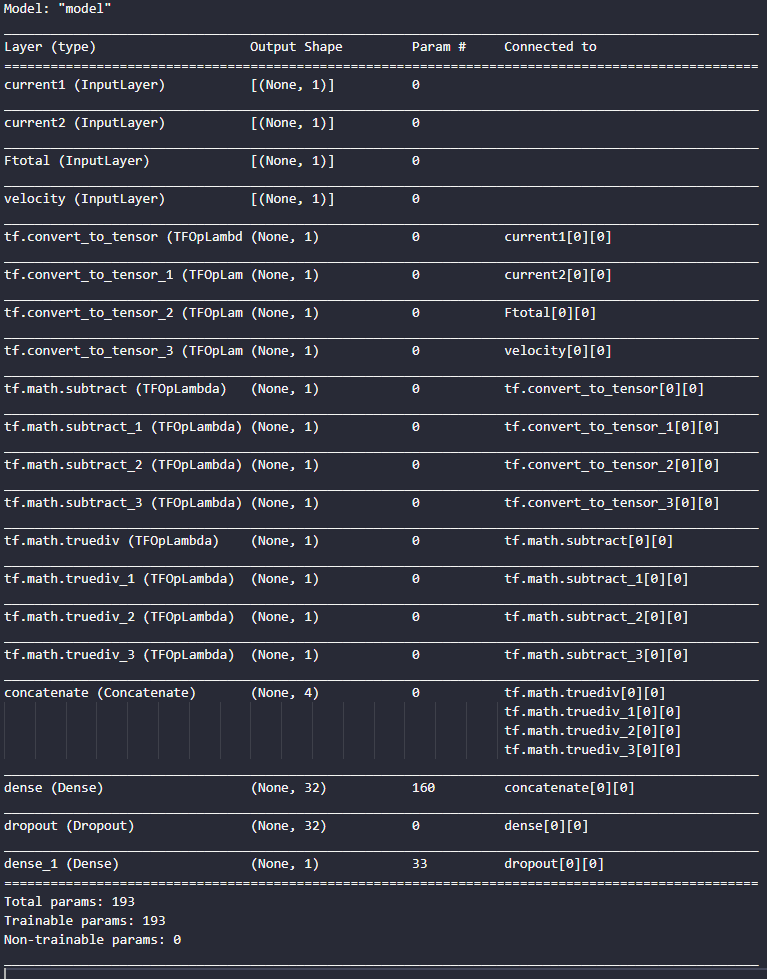 Model: "model"
Layer (type) Output Shape Param # Connected to
current1 (InputLayer) [(None, 1)] 0
current2 (InputLayer) [(None, 1)] 0
Ftotal (InputLayer) [(None, 1)] 0
velocity (InputLayer) [(None, 1)] 0
tf.convert_to_tensor (TFOpLambd (None, 1) 0 current1[0][0]
tf.convert_to_tensor_1 (TFOpLam (None, 1) 0 current2[0][0]
tf.convert_to_tensor_2 (TFOpLam (None, 1) 0 Ftotal[0][0]
tf.convert_to_tensor_3 (TFOpLam (None, 1) 0 velocity[0][0]
tf.math.subtract (TFOpLambda) (None, 1) 0 tf.convert_to_tensor[0][0]
tf.math.subtract_1 (TFOpLambda) (None, 1) 0 tf.convert_to_tensor_1[0][0]
tf.math.subtract_2 (TFOpLambda) (None, 1) 0 tf.convert_to_tensor_2[0][0]
tf.math.subtract_3 (TFOpLambda) (None, 1) 0 tf.convert_to_tensor_3[0][0]
tf.math.truediv (TFOpLambda) (None, 1) 0 tf.math.subtract[0][0]
tf.math.truediv_1 (TFOpLambda) (None, 1) 0 tf.math.subtract_1[0][0]
tf.math.truediv_2 (TFOpLambda) (None, 1) 0 tf.math.subtract_2[0][0]
tf.math.truediv_3 (TFOpLambda) (None, 1) 0 tf.math.subtract_3[0][0]
concatenate (Concatenate) (None, 4) 0 tf.math.truediv[0][0]
tf.math.truediv_1[0][0]
tf.math.truediv_2[0][0]
tf.math.truediv_3[0][0]
dense (Dense) (None, 32) 160 concatenate[0][0]
dropout (Dropout) (None, 32) 0 dense[0][0]
dense_1 (Dense) (None, 1) 33 dropout[0][0]
Total params: 193
Trainable params: 193
Non-trainable params: 0